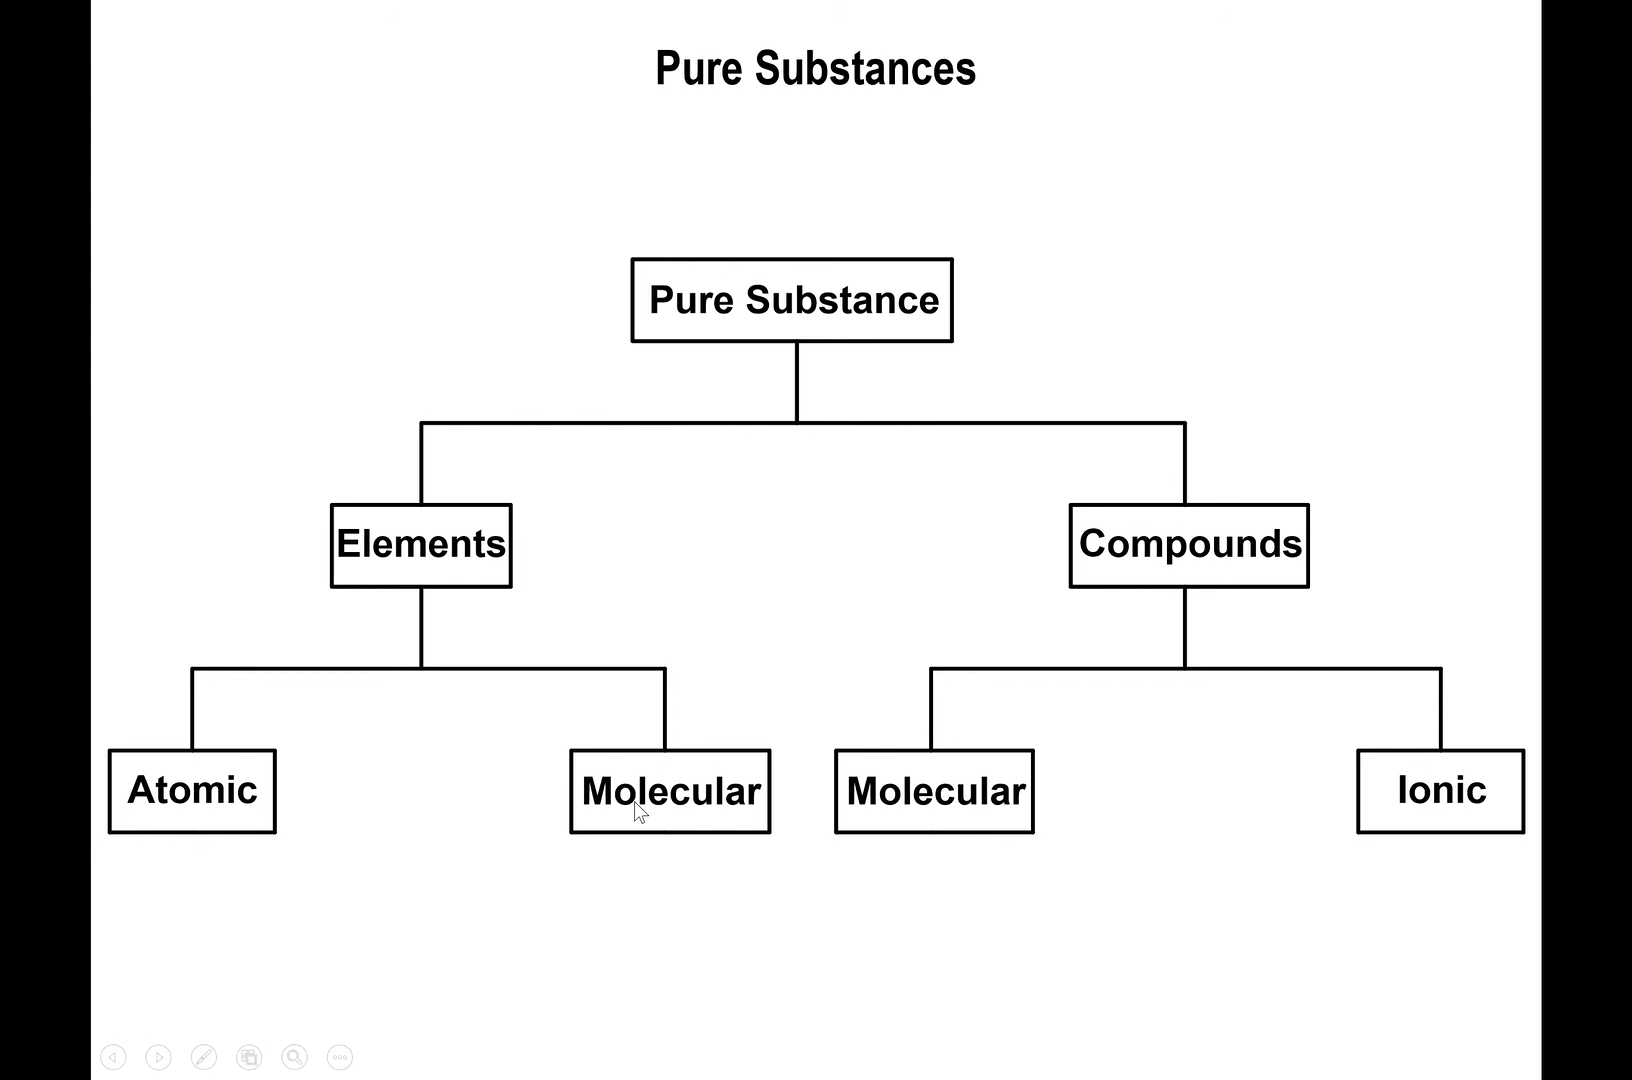 Pure Substances
Pure Substance
Elements
Compounds
Atomic
Molecular
Molecular
Ionic